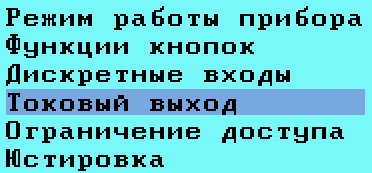 Режим работы прибора
Функции кнопок
Дискретные входы
Токовый выход
Ограничение доступа
Юстировка